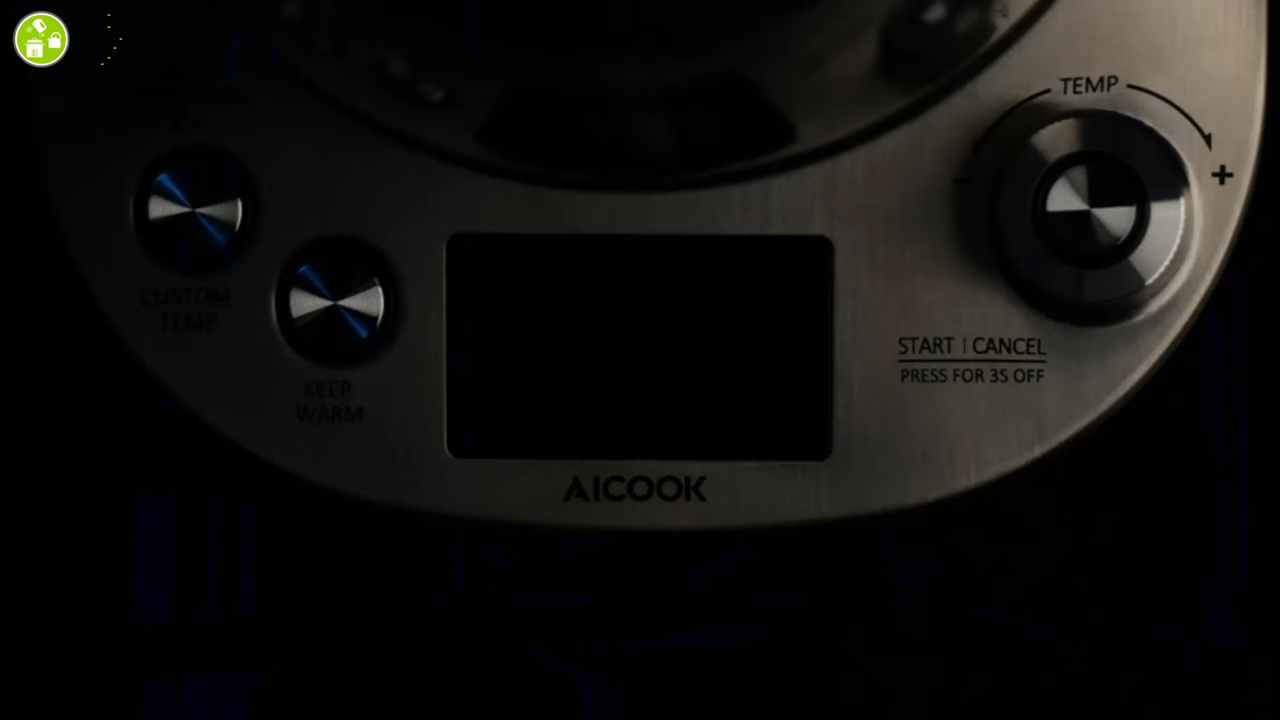 TEMP
- +
CUSTOM
TEMP
START | CANCEL
PRESS FOR 3S OFF
KEEP
WARM
AICOOK